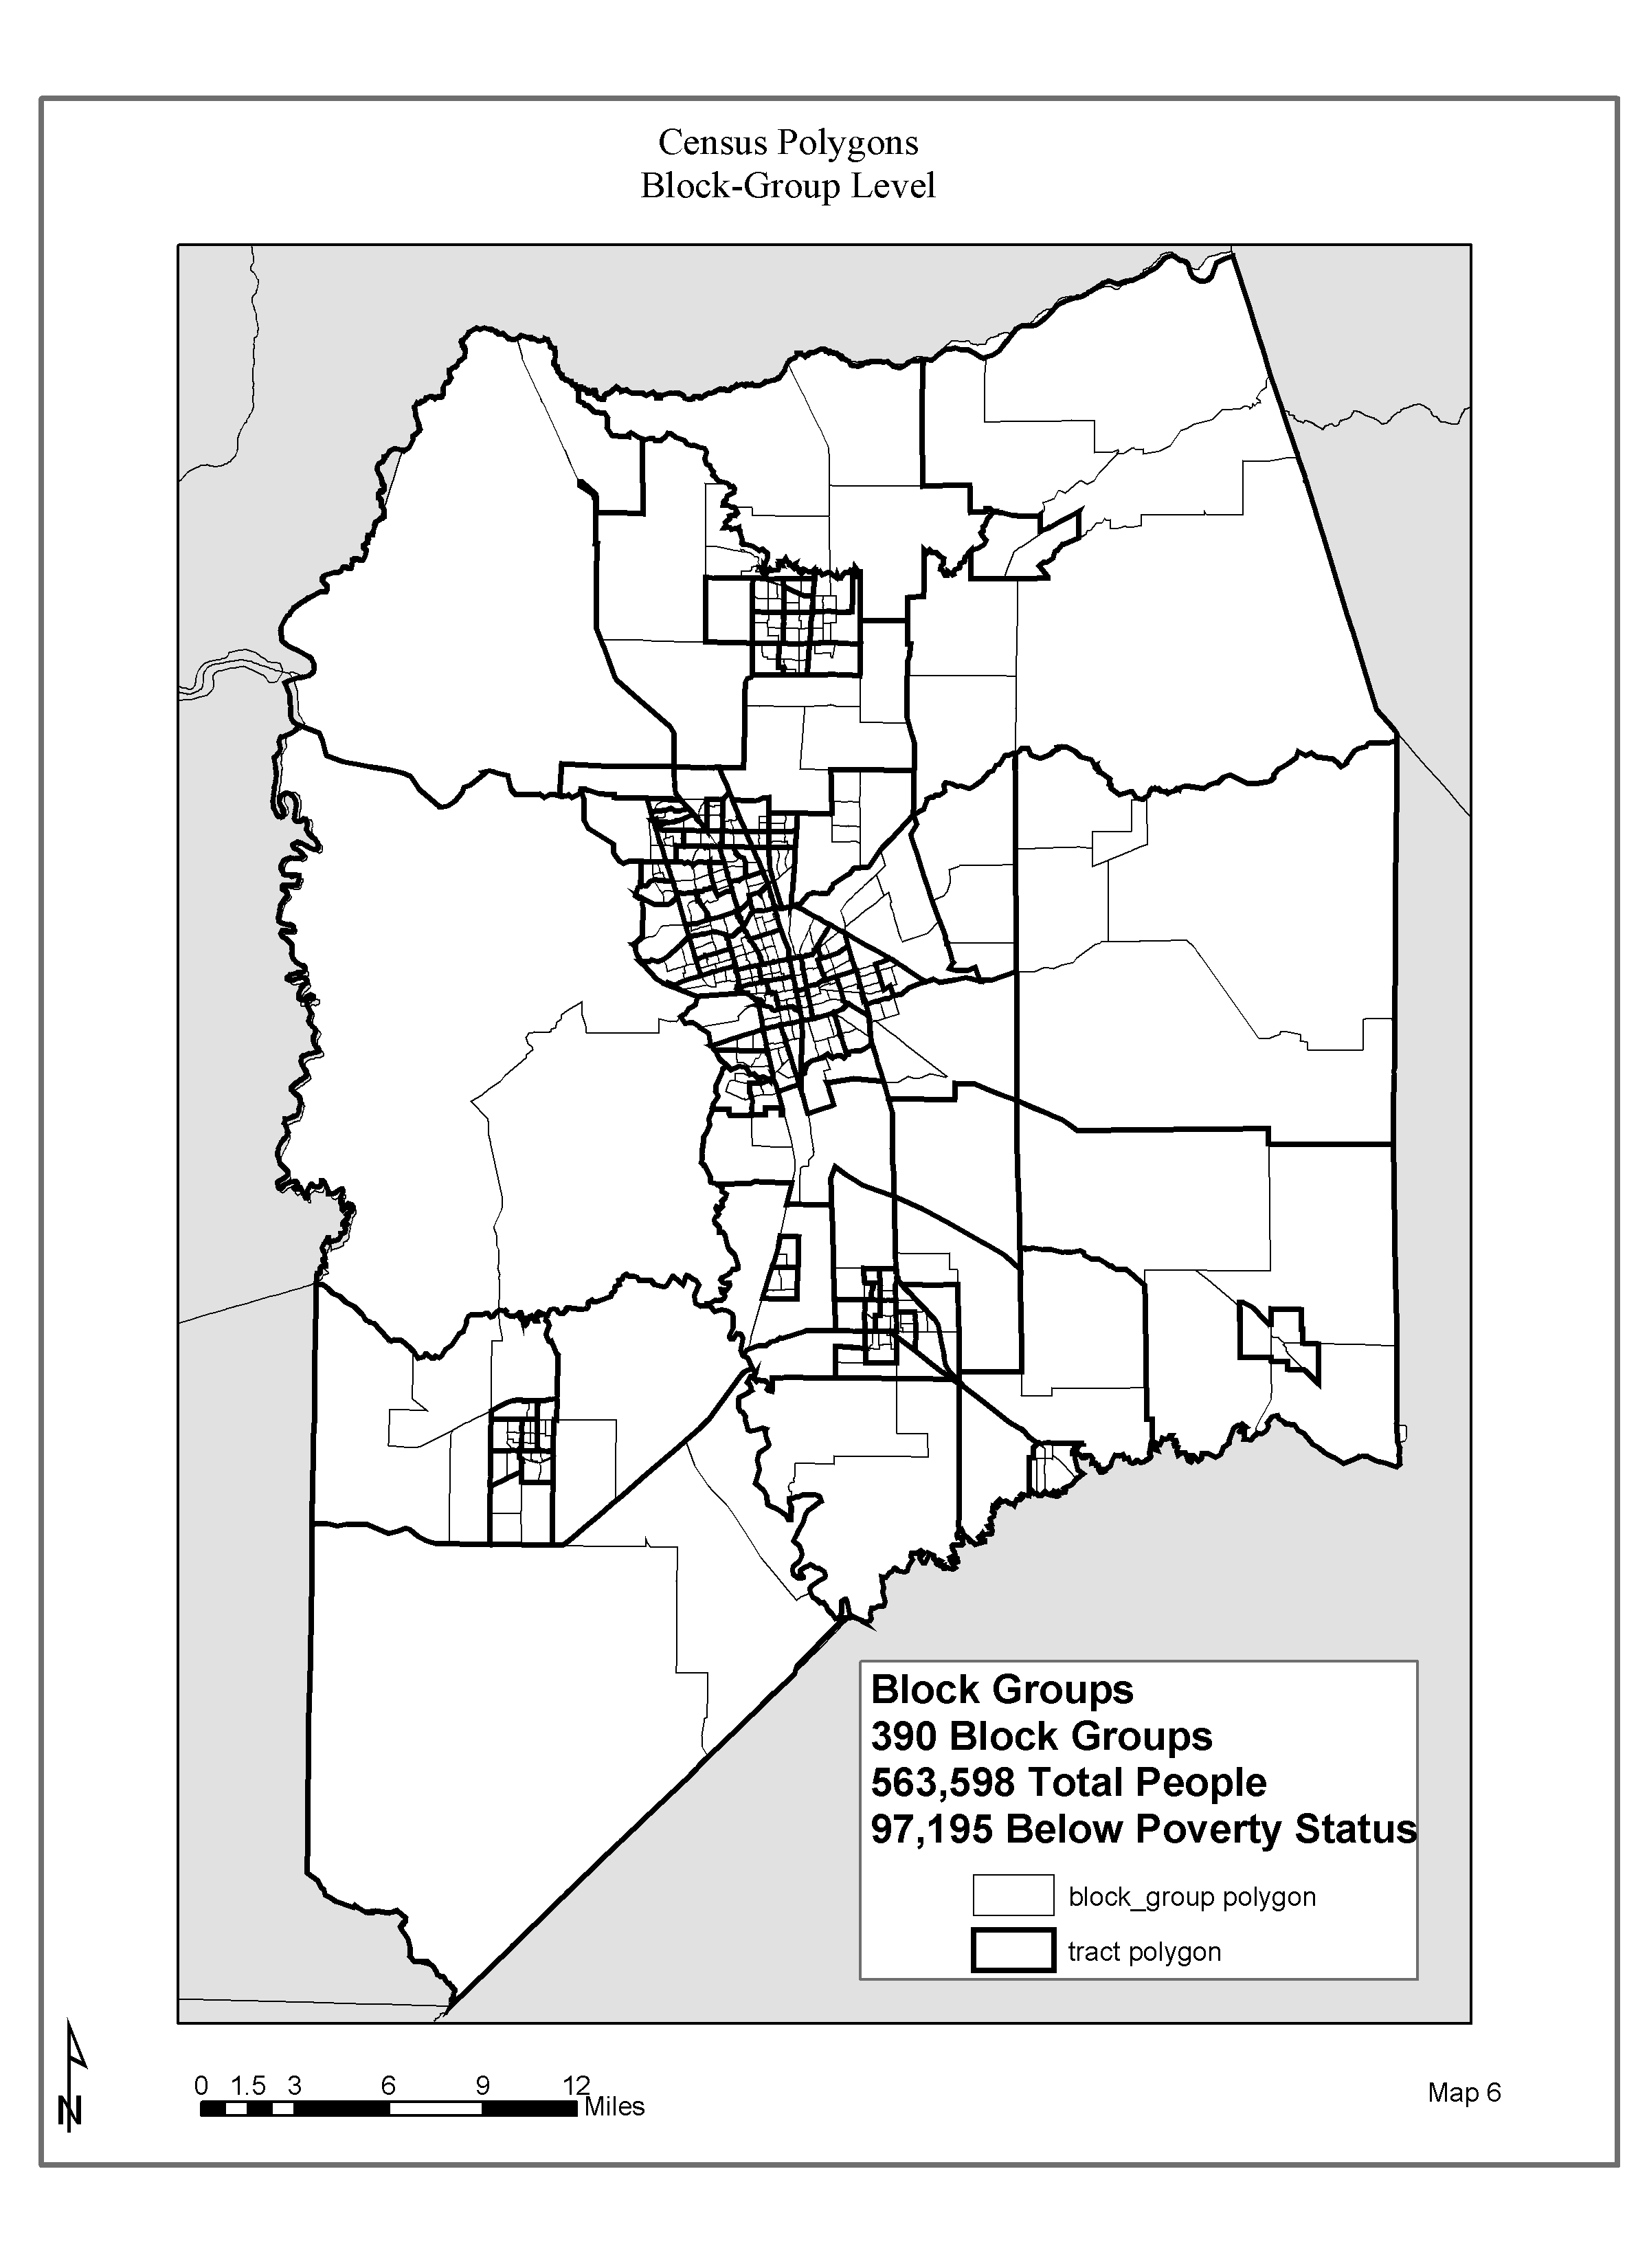 Census Polygons
Block-Group Level
Block Groups
390 Block Groups
563,598 Total People
97,195 Below Poverty Status
block_group polygon
tract polygon
N
0 1.5 3 6 9 12
Miles
Map 6